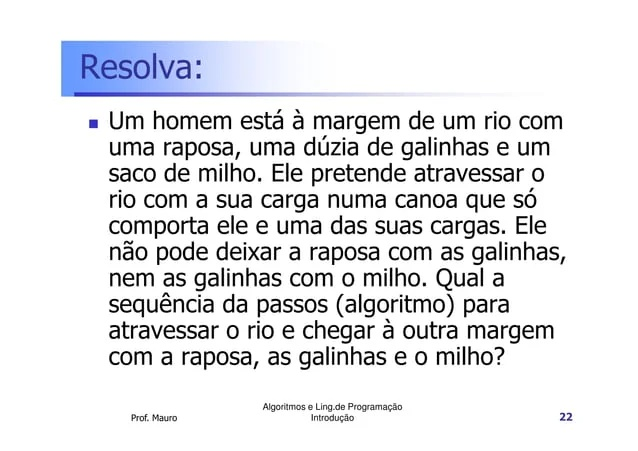 Resolva:
Um homem está à margem de um rio com
uma raposa, uma dúzia de galinhas e um
saco de milho. Ele pretende atravessar o
rio com a sua carga numa canoa que só
comporta ele e uma das suas cargas. Ele
não pode deixar a raposa com as galinhas,
nem as galinhas com o milho. Qual a
sequência da passos (algoritmo) para
atravessar o rio e chegar à outra margem
com a raposa, as galinhas e o milho?
Prof. Mauro
Algoritmos e Ling.de Programação
Introdução
22